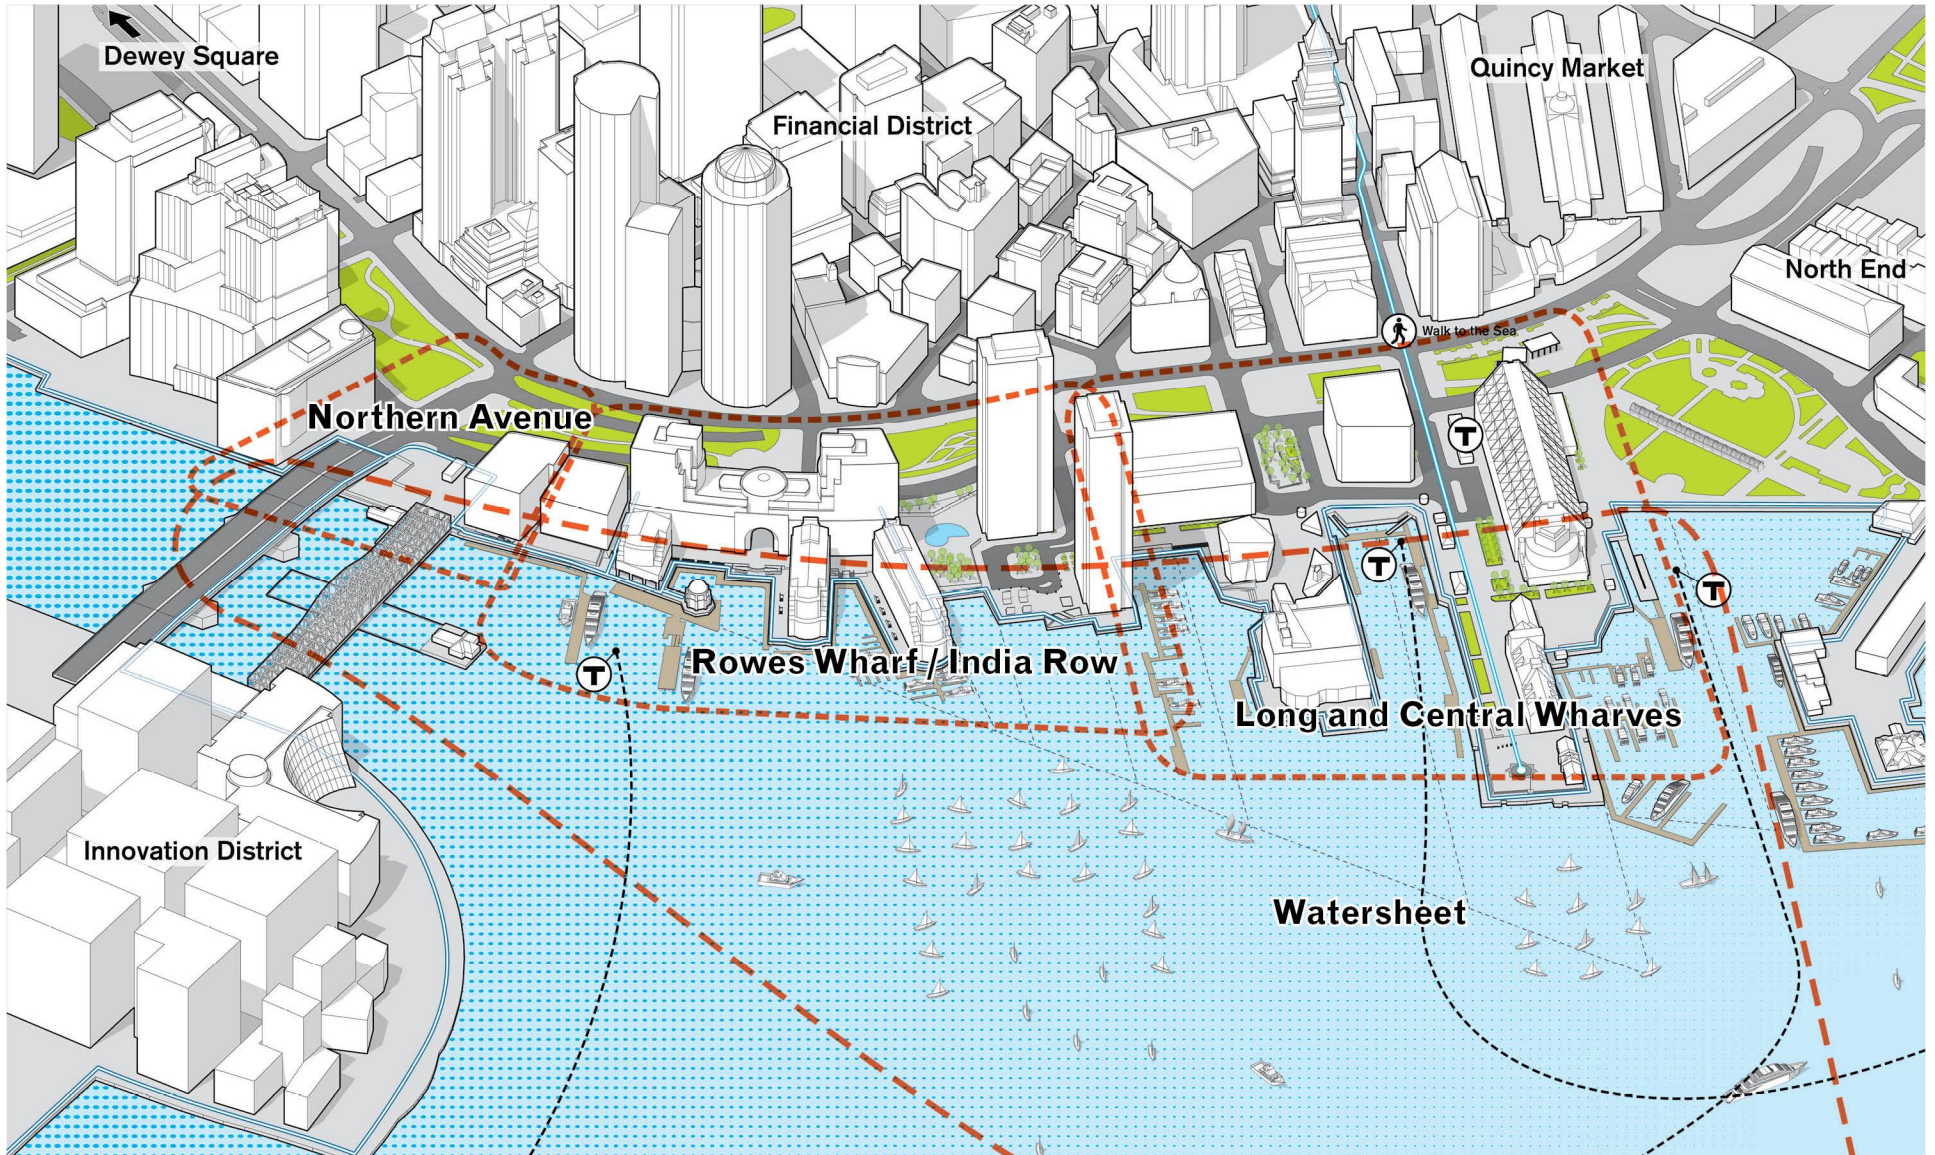 Dewey Square
Quincy Market
Financial District
North End
Walk to the Sea
Northern Avenue
T
T
T
Rowes Wharf / India Row
T
Long and Central Wharves
Innovation District
Watersheet